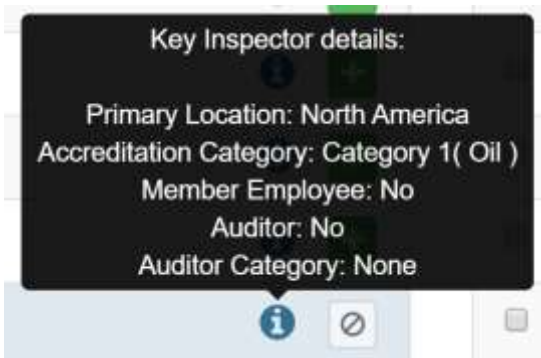 Key Inspector details:
Primary Location: North America
Accreditation Category: Category 1( Oil )
Member Employee: No
Auditor: No
Auditor Category: None